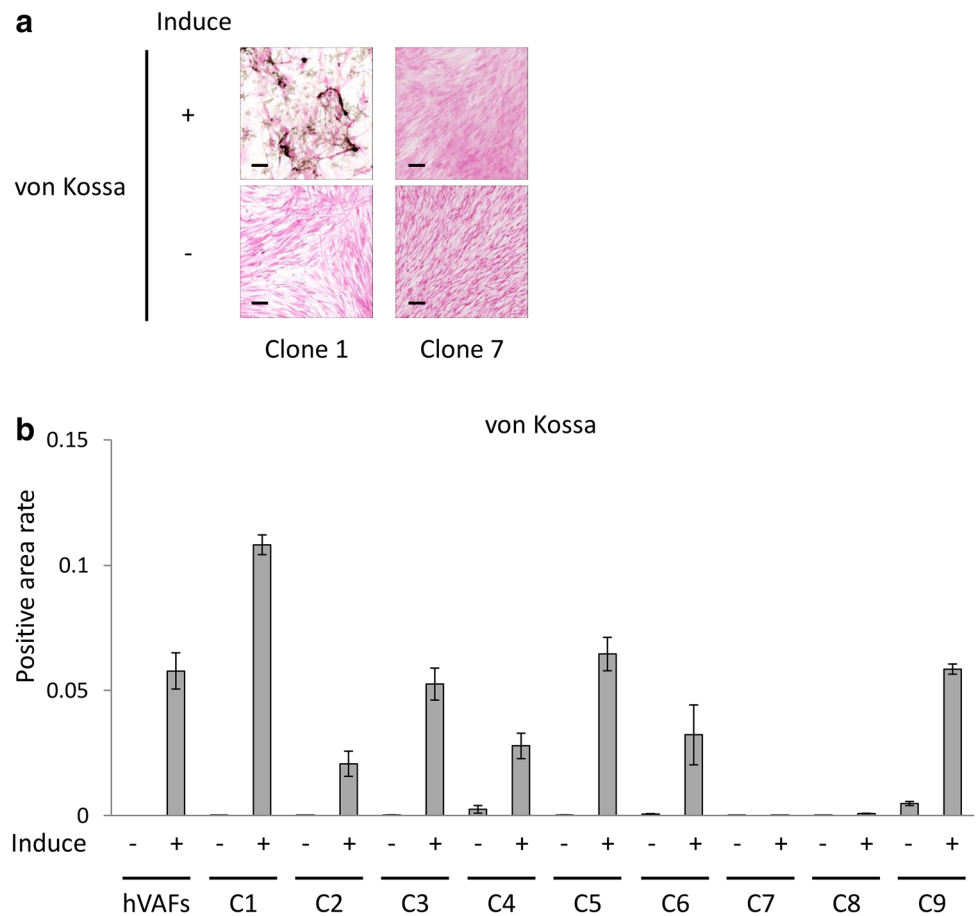 a
Induce
+
von Kossa
-
Clone 1 Clone 7
b
von Kossa
Positive area rate
0.15
0.1
0.05
0
Induce - + - + - + - + - + - + - + - + - + - +
hVAFs C1 C2 C3 C4 C5 C6 C7 C8 C9